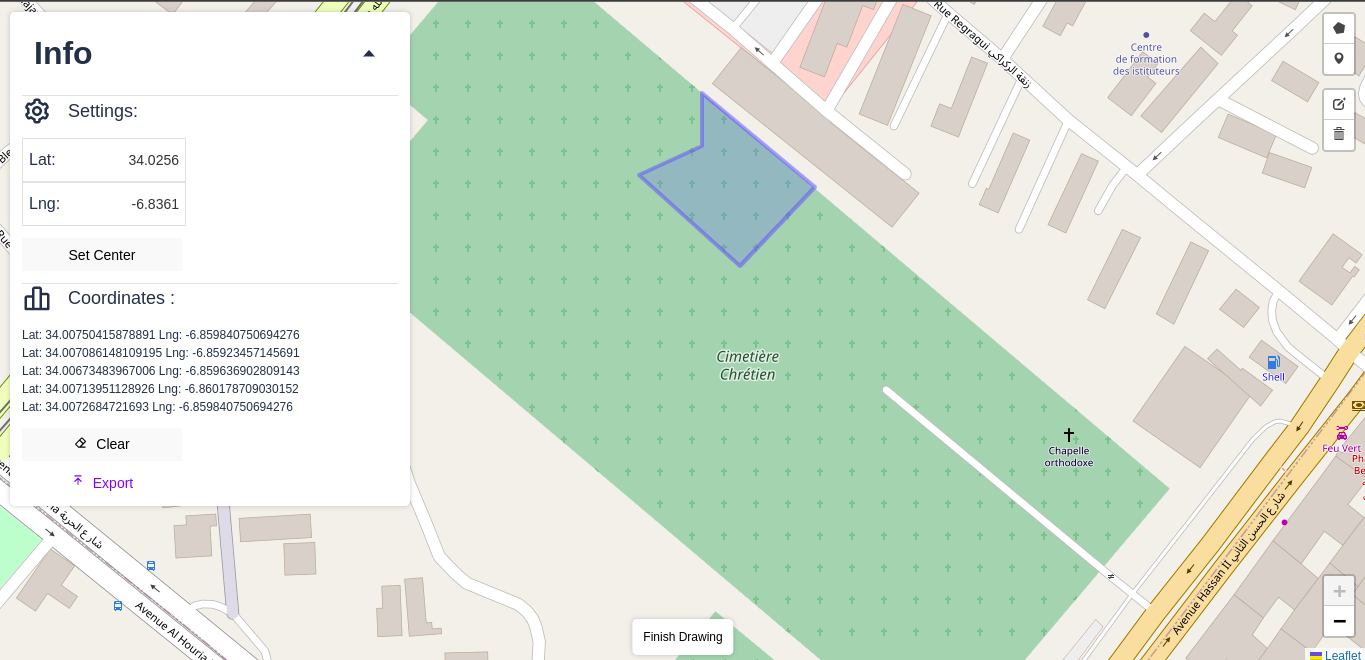 Info
Settings:
Lat: 34.0256
Lng: -6.8361
Set Center
Coordinates :
Lat: 34.00750415878891 Lng: -6.859840750694276
Lat: 34.007086148109195 Lng: -6.85923457145691
Lat: 34.00673483967006 Lng: -6.859636902809143
Lat: 34.00713951128926 Lng: -6.860178709030152
Lat: 34.0072684721693 Lng: -6.859840750694276
Clear
Export
Rue Regragui زنقة الركراكي
Centre
de formation
des istituteurs
Cimetière
Chrétien
Shell
Feu Vert
Chapelle
orthodoxe
شارع الحرية
Avenue Al Houria
Avenue Hassan II شارع الحسن الثاني
Finish Drawing
+
−
Leaflet